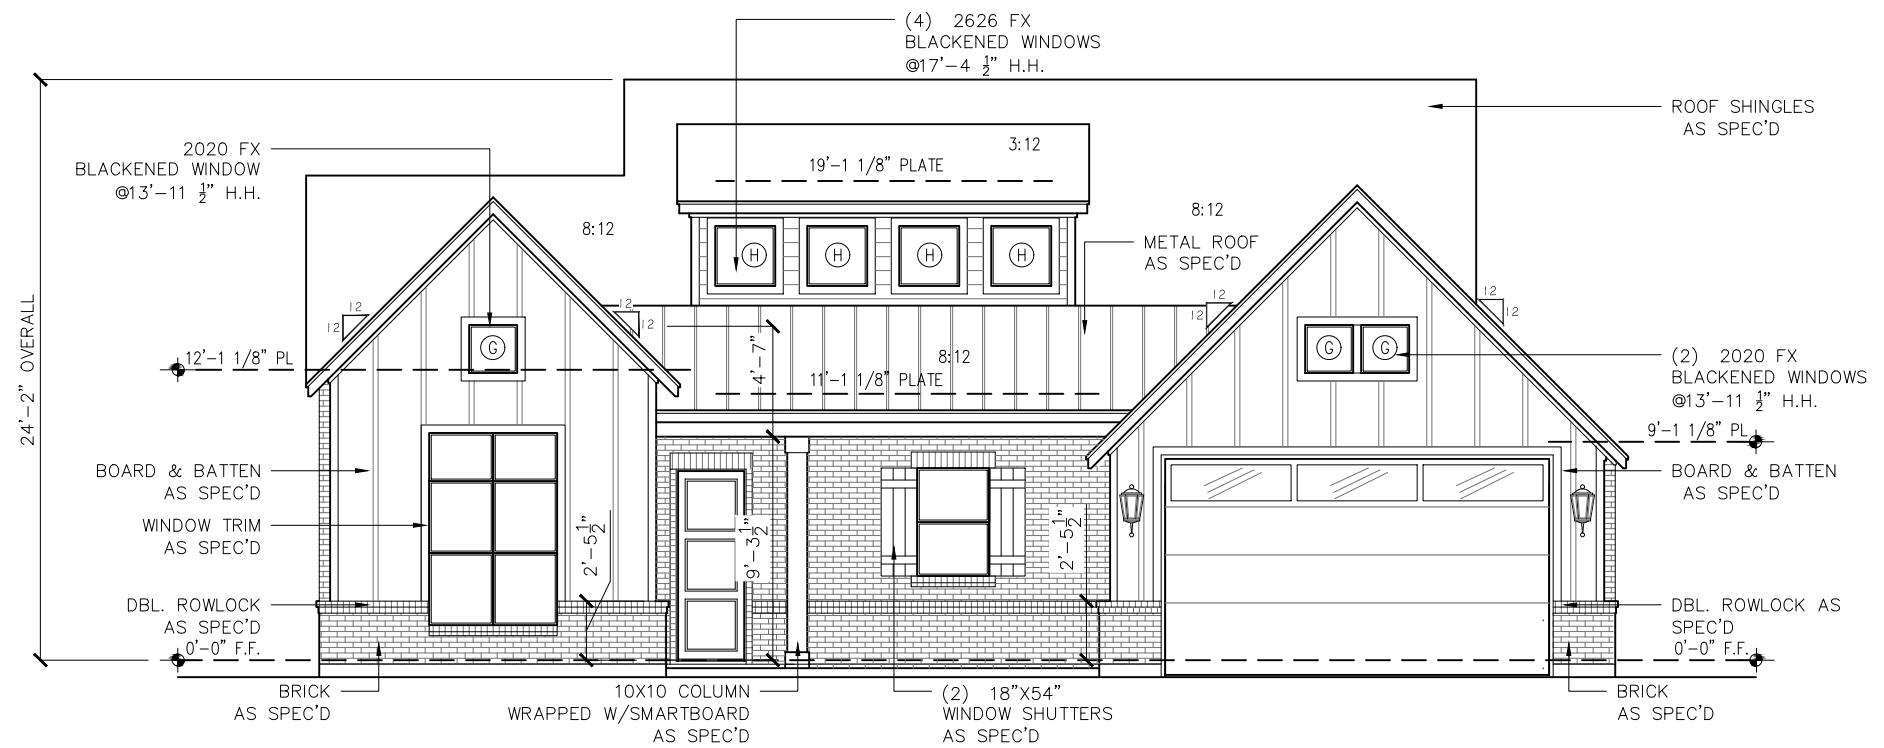 (4) 2626 FX
BLACKENED WINDOWS
@17'-4 1/2" H.H.
ROOF SHINGLES
AS SPEC'D
2020 FX
BLACKENED WINDOW
@13'-11 1/2" H.H.
3:12
19'-1 1/8" PLATE
8:12
8:12
METAL ROOF
AS SPEC'D
H
H
H
H
12
12
12
12
12
12
12
12
24'-2" OVERALL
12'-1 1/8" PL
G
4'-7"
8:12
11'-1 1/8" PLATE
G
G
(2) 2020 FX
BLACKENED WINDOWS
@13'-11 1/2" H.H.
9'-1 1/8" PL
BOARD & BATTEN
AS SPEC'D
BOARD & BATTEN
AS SPEC'D
WINDOW TRIM
AS SPEC'D
2'-5 1/2"
9'-3 1/2"
2'-5 1/2"
DBL. ROWLOCK
AS SPEC'D
0'-0" F.F.
DBL. ROWLOCK AS
SPEC'D
0'-0" F.F.
BRICK
AS SPEC'D
10X10 COLUMN
WRAPPED W/SMARTBOARD
AS SPEC'D
(2) 18"X54"
WINDOW SHUTTERS
AS SPEC'D
BRICK
AS SPEC'D